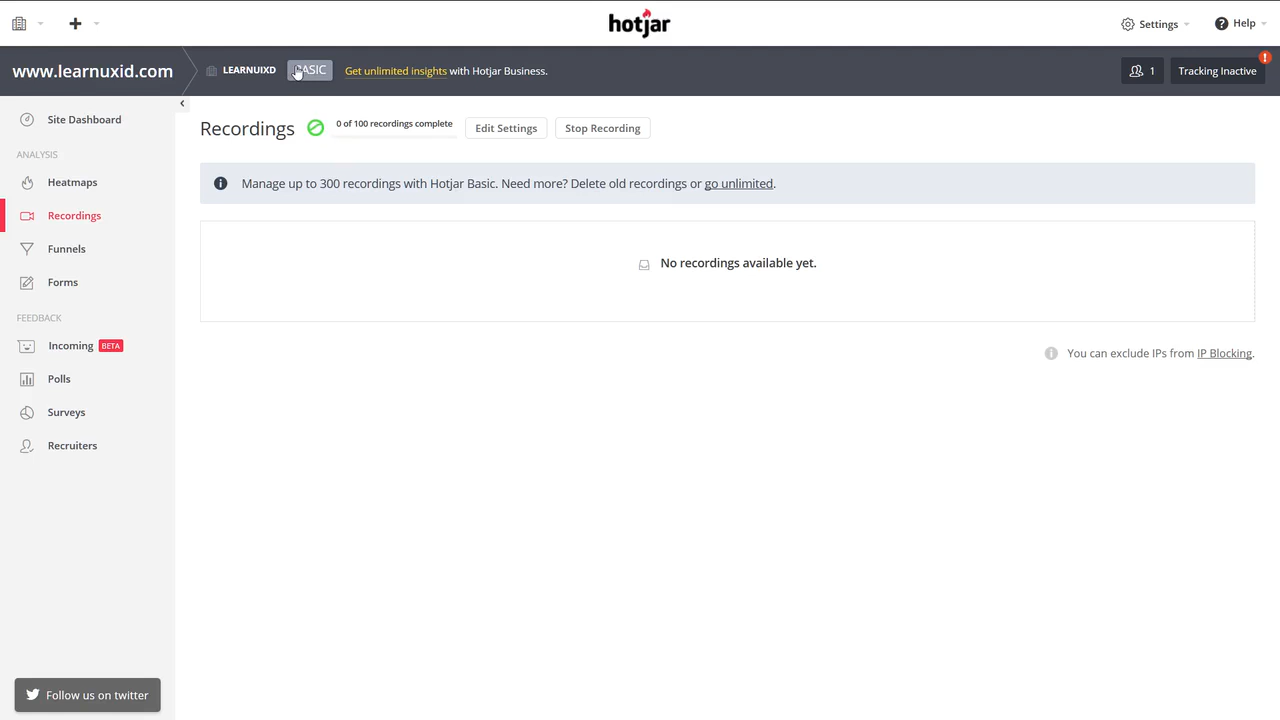 hotjar
Settings
Help
www.learnuxid.com
LEARNUIXD
BASIC
Get unlimited insights with Hotjar Business.
1
Tracking Inactive
!
Site Dashboard
ANALYSIS
Heatmaps
Recordings
Funnels
Forms
FEEDBACK
Incoming BETA
Polls
Surveys
Recruiters
Follow us on twitter
Recordings
0 of 100 recordings complete
Edit Settings
Stop Recording
Manage up to 300 recordings with Hotjar Basic. Need more? Delete old recordings or go unlimited.
No recordings available yet.
You can exclude IPs from IP Blocking.